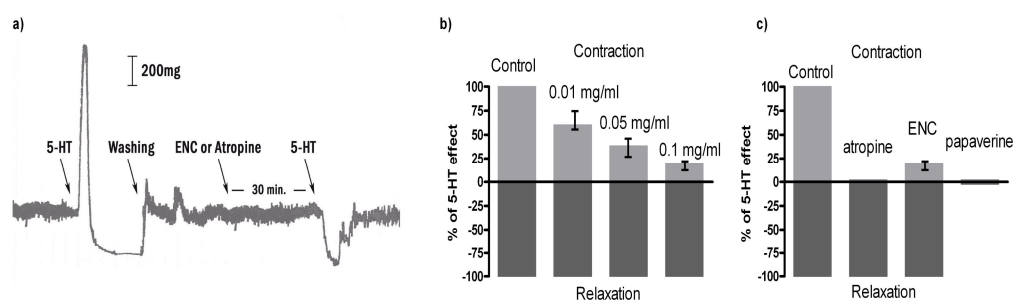 a)
200mg
5-HT
Washing
ENC or Atropine
5-HT
30 min.
b)
Contraction
Control
0.01 mg/ml
0.05 mg/ml
0.1 mg/ml
% of 5-HT effect
100
75
50
25
0
-25
-50
-75
-100
Relaxation
c)
Contraction
Control
atropine
ENC
papaverine
% of 5-HT effect
100
75
50
25
0
-25
-50
-75
-100
Relaxation